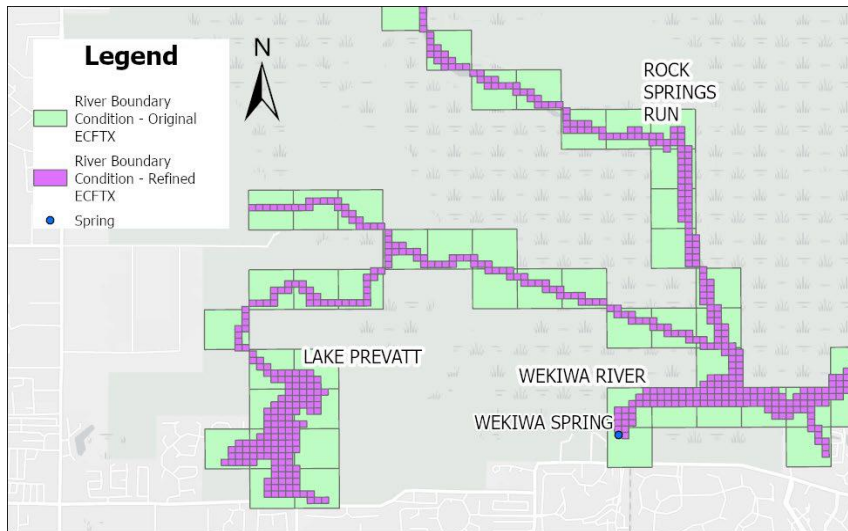 Legend
River Boundary
Condition - Original
ECFTX
River Boundary
Condition - Refined
ECFTX
Spring
N
ROCK
SPRINGS
RUN
LAKE PREVATT
WEKIWA RIVER
WEKIWA SPRING